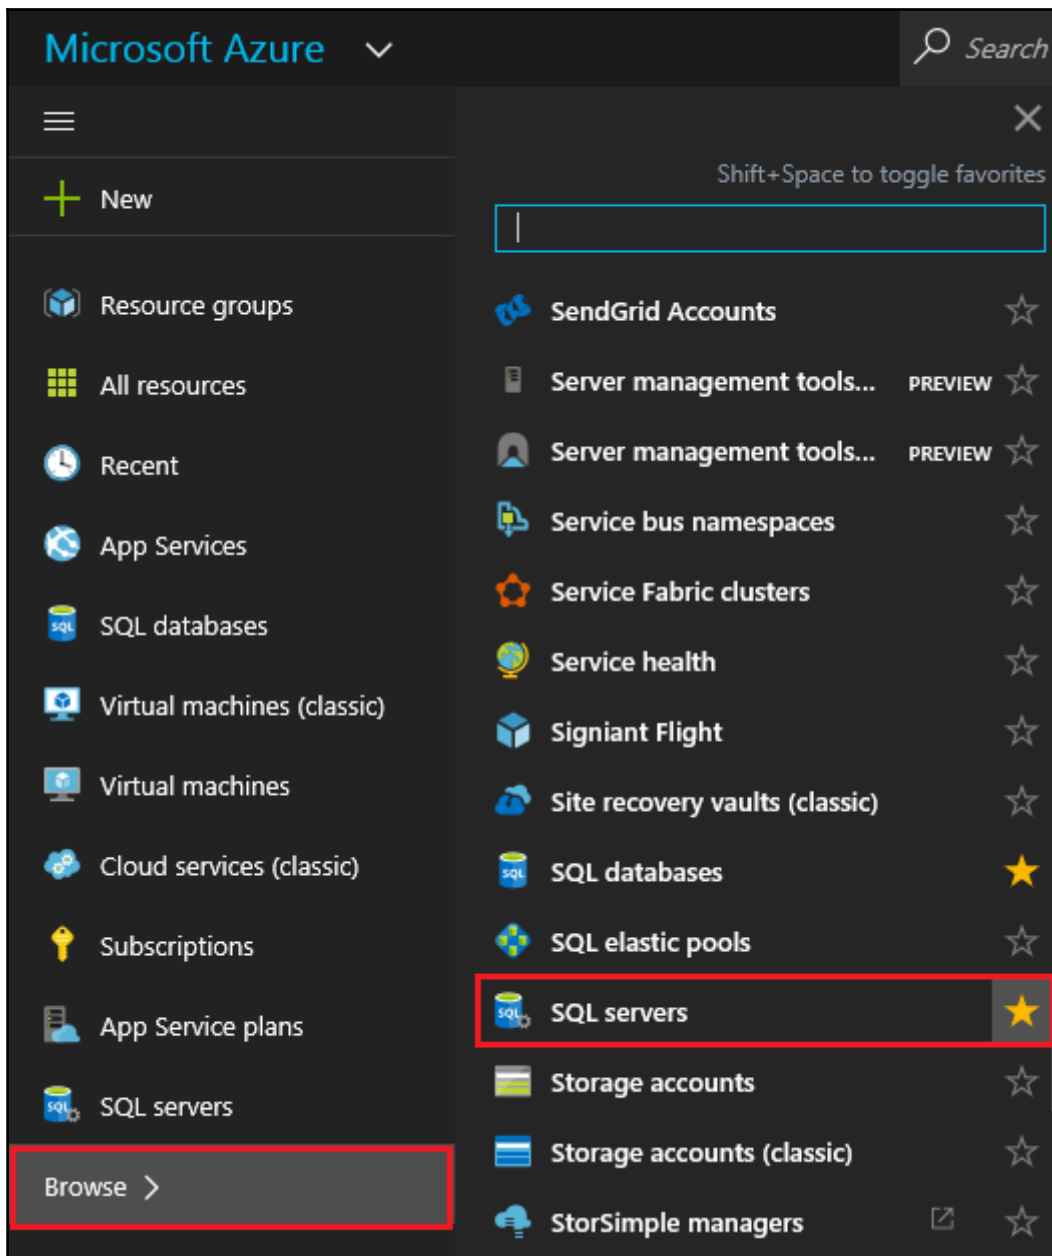 Microsoft Azure
Search
New
Resource groups
All resources
Recent
App Services
SQL databases
Virtual machines (classic)
Virtual machines
Cloud services (classic)
Subscriptions
App Service plans
SQL servers
Browse
Shift+Space to toggle favorites
SendGrid Accounts
Server management tools... PREVIEW
Server management tools... PREVIEW
Service bus namespaces
Service Fabric clusters
Service health
Signiant Flight
Site recovery vaults (classic)
SQL databases
SQL elastic pools
SQL servers
Storage accounts
Storage accounts (classic)
StorSimple managers